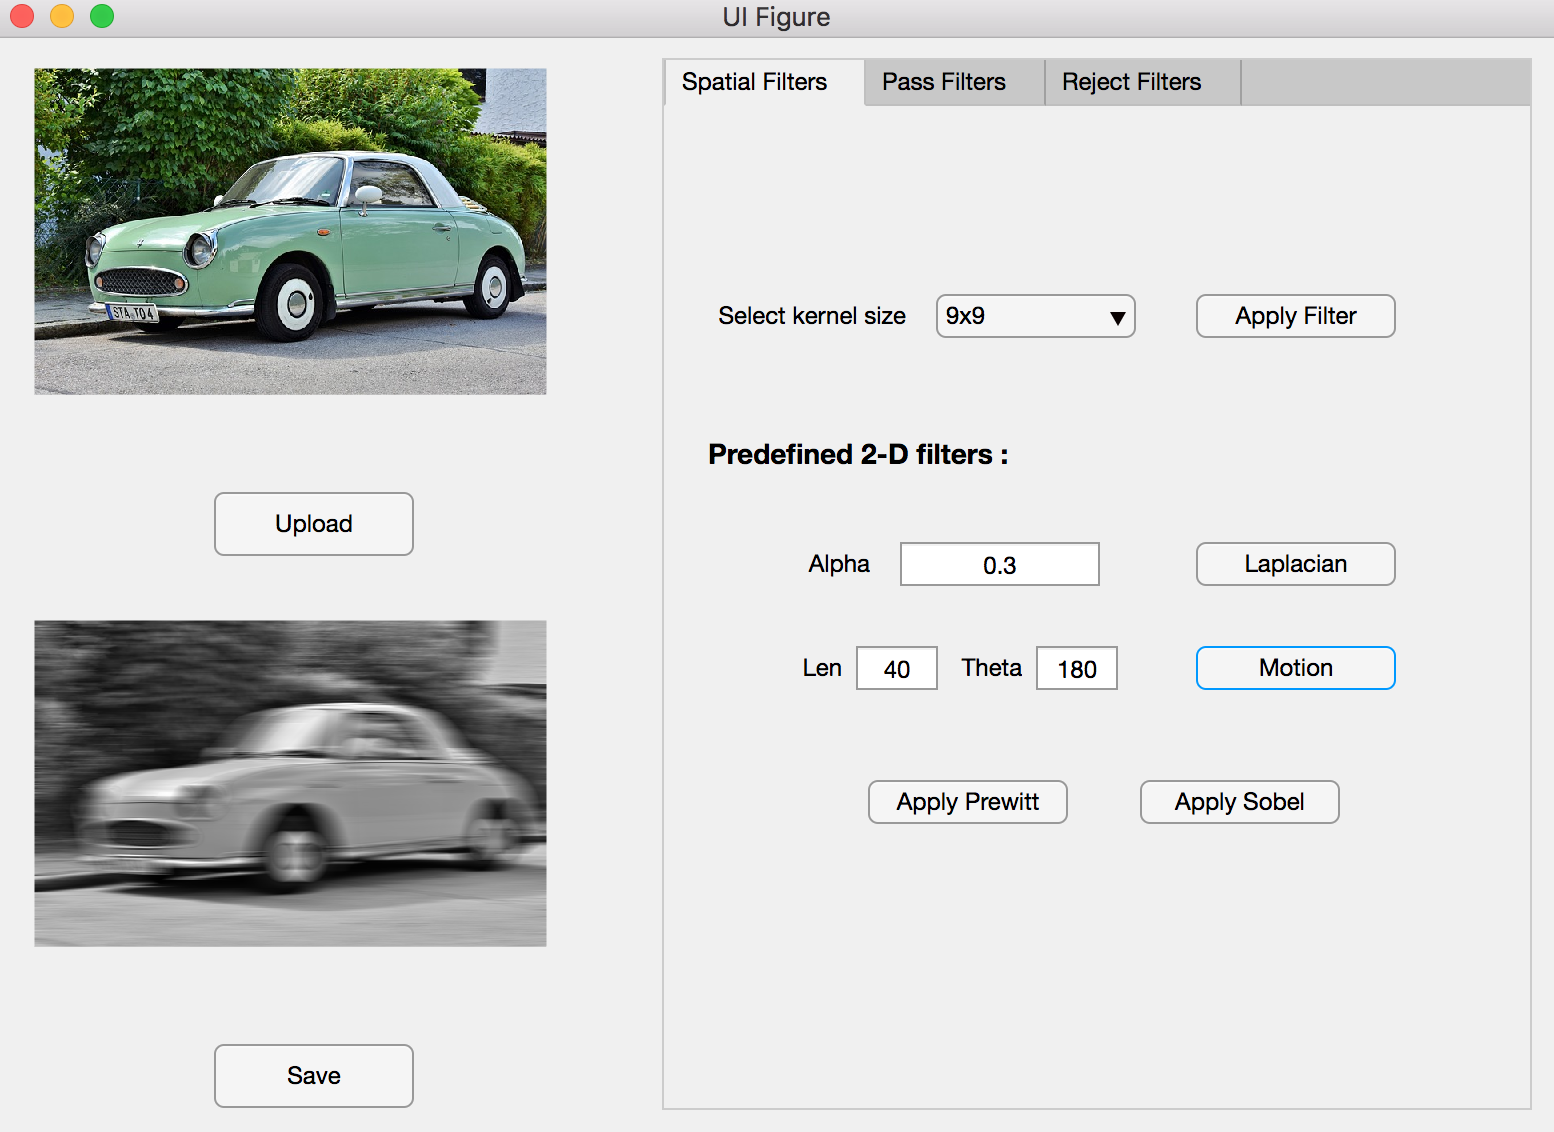 UI Figure
Spatial Filters
Pass Filters
Reject Filters
STA TO4
Select kernel size 9x9 Apply Filter
Predefined 2-D filters :
Upload
Alpha 0.3 Laplacian
Len 40 Theta 180 Motion
Apply Prewitt Apply Sobel
Save